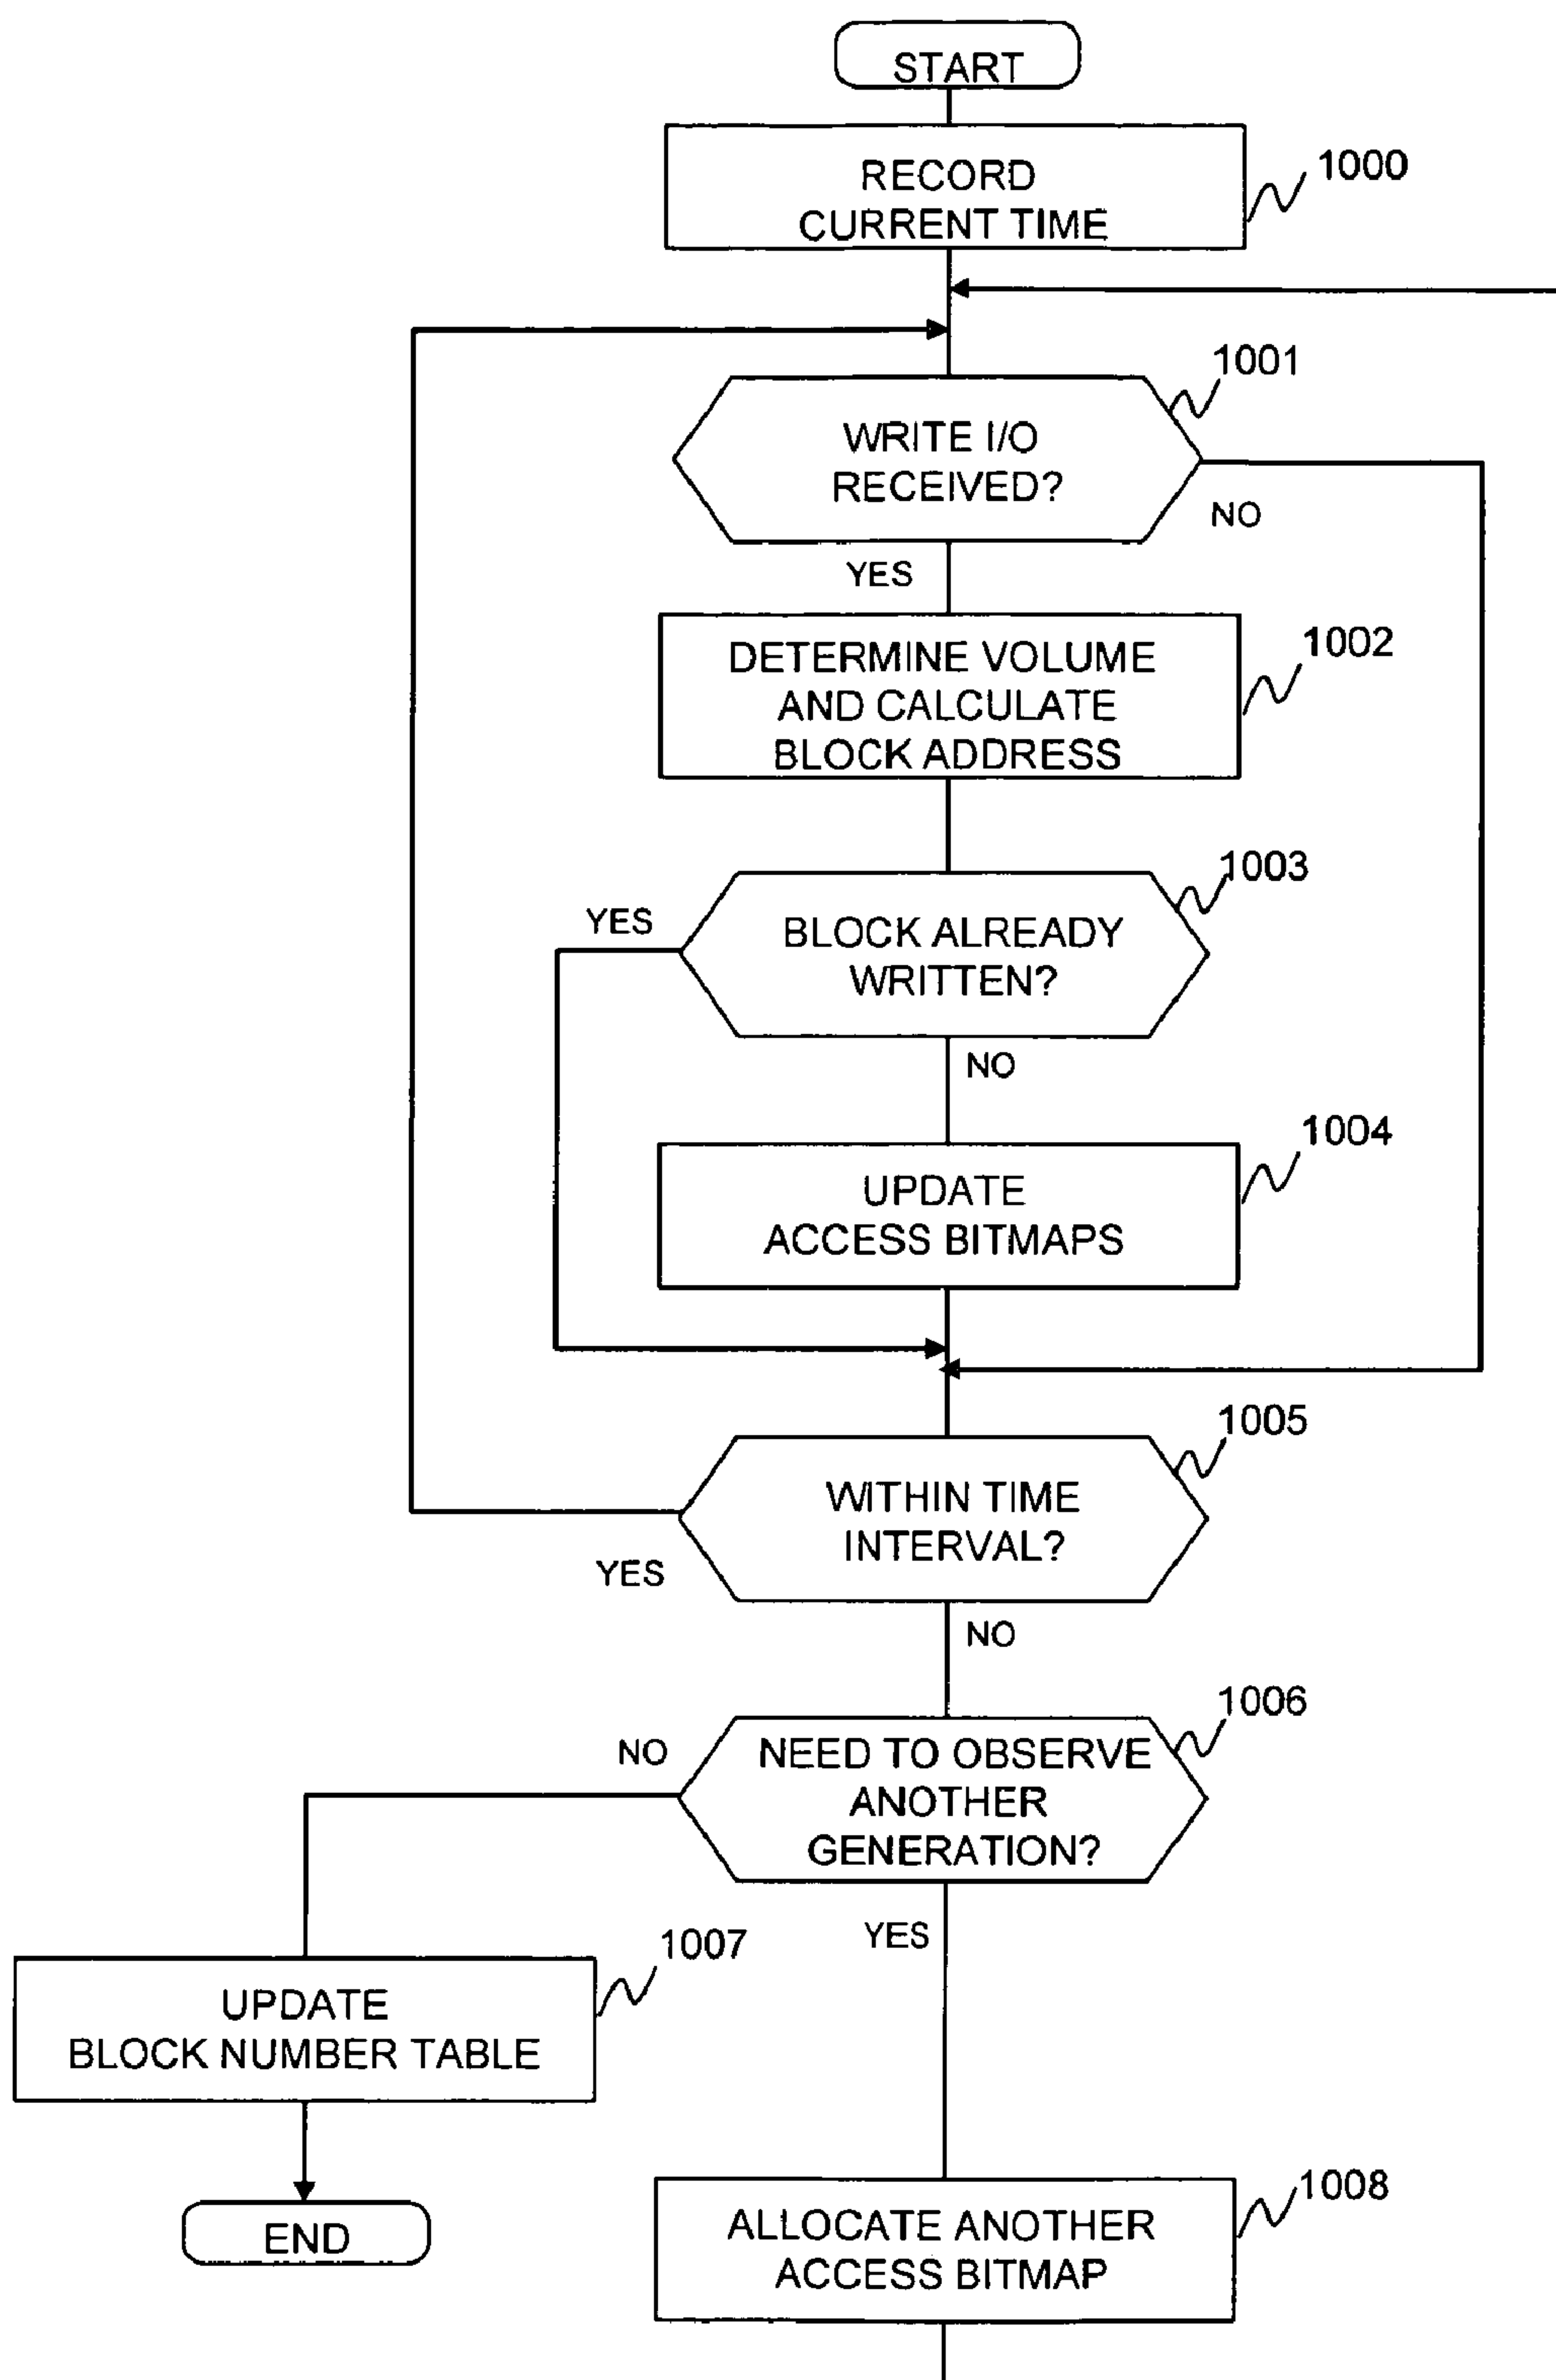 START
RECORD
CURRENT TIME
1000
1001
WRITE I/O
RECEIVED?
NO
YES
DETERMINE VOLUME
AND CALCULATE
BLOCK ADDRESS
1002
1003
YES
BLOCK ALREADY
WRITTEN?
NO
1004
UPDATE
ACCESS BITMAPS
1005
WITHIN TIME
INTERVAL?
YES
NO
1006
NO
NEED TO OBSERVE
ANOTHER
GENERATION?
YES
1007
UPDATE
BLOCK NUMBER TABLE
1008
ALLOCATE ANOTHER
ACCESS BITMAP
END